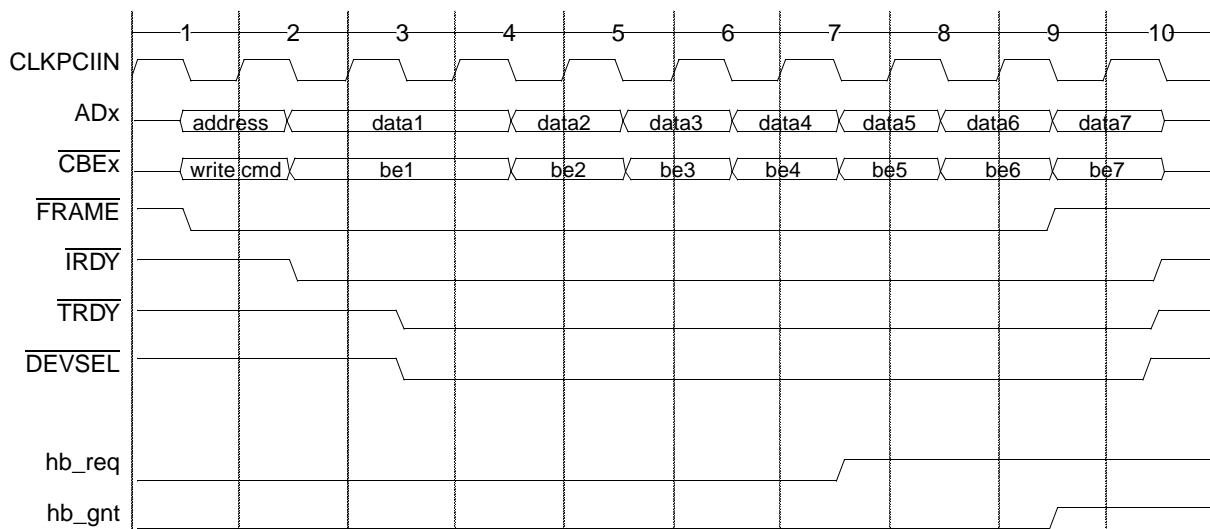 1 2 3 4 5 6 7 8 9 10
CLKPCIIN
ADx address data1 data2 data3 data4 data5 data6 data7
CBEx write cmd be1 be2 be3 be4 be5 be6 be7
FRAME
IRDY
TRDY
DEVSEL
hb_req
hb_gnt